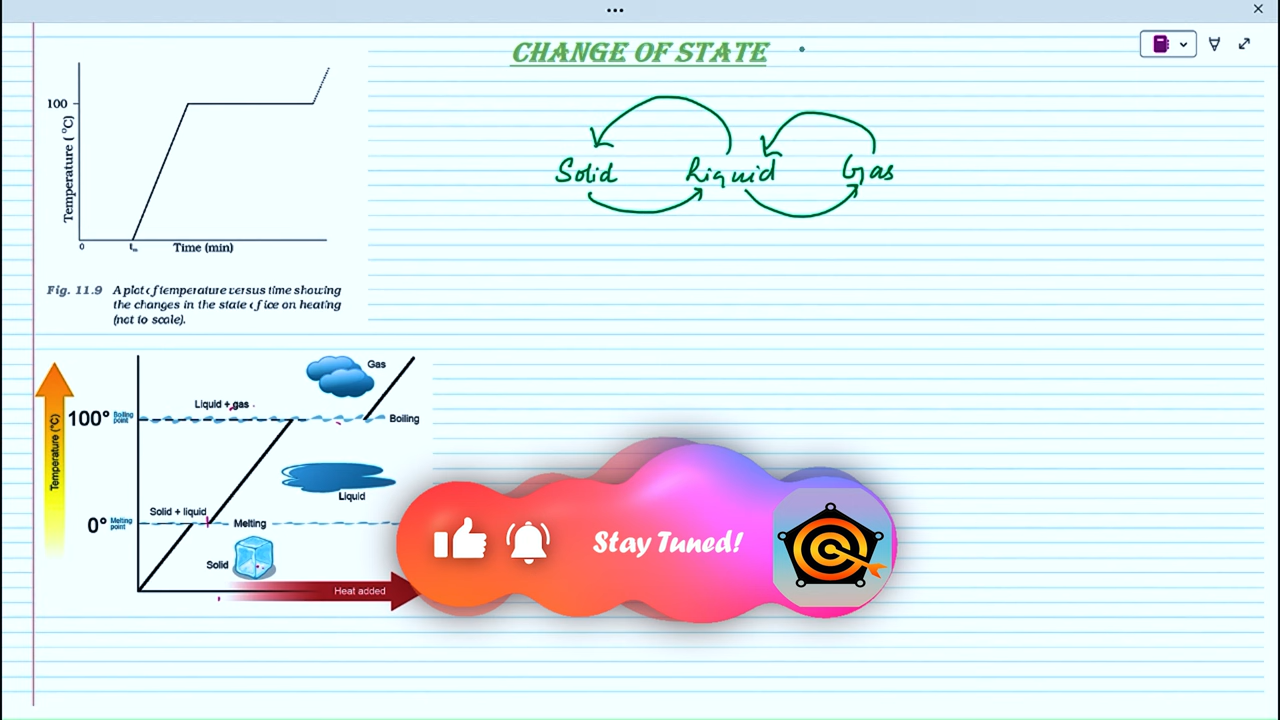 CHANGE OF STATE
100
Temperature (°C)
0
tm
Time (min)
Fig. 11.9 A plot of temperature versus time showing
the changes in the state of ice on heating
(not to scale).
Solid Liquid Gas
Gas
Liquid + gas
100° Boiling point
Boiling
Temperature (°C)
Liquid
Solid + liquid
0° Melting point
Melting
Solid
Heat added
Stay Tuned!